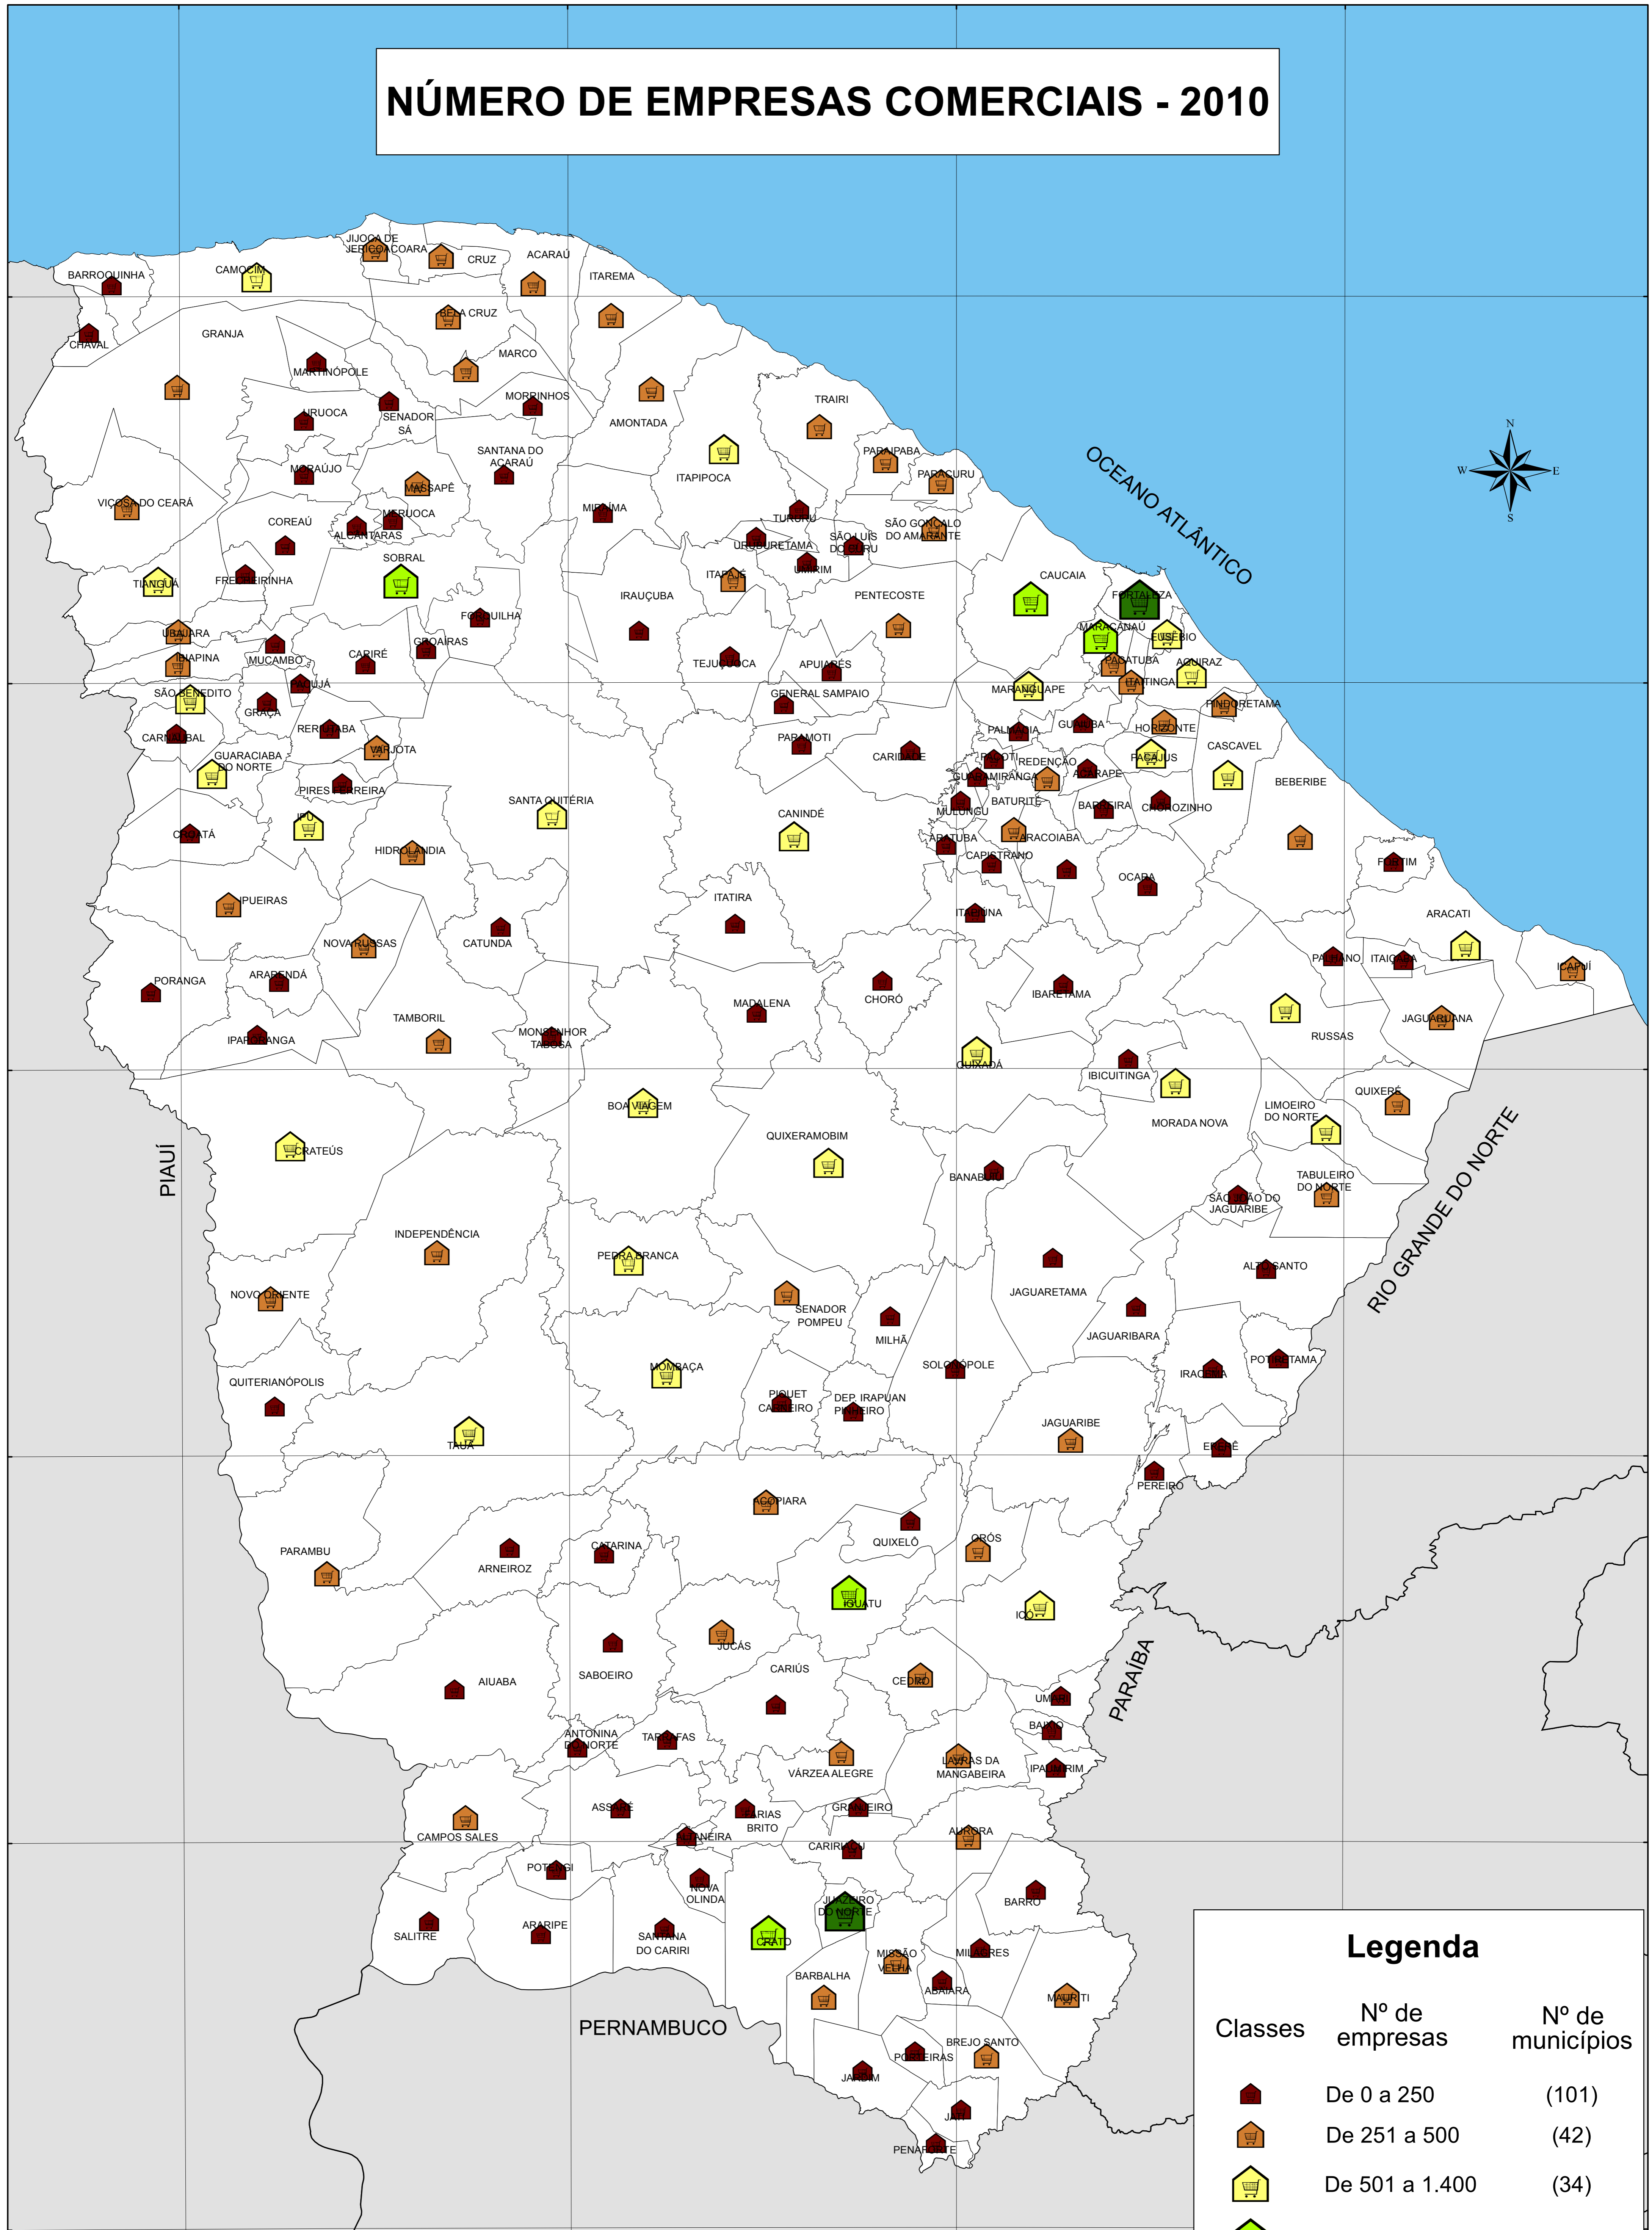 NÚMERO DE EMPRESAS COMERCIAIS - 2010
JIJOCA DE
JERICOACOARA
CRUZ
ACARAÚ
BARROQUINHA
CAMOCIM
ITAREMA
CHAVAL
GRANJA
BELA CRUZ
MARCO
MARTINÓPOLE
MORRINHOS
TRAIRI
URUOCA
SENADOR
SÁ
AMONTADA
N
W
E
S
OCEANO ATLÂNTICO
SANTANA DO
ACARAÚ
PARAIPABA
MORAÚJO
MASSAPÊ
ITAPIPOCA
PARACURU
VIÇOSA DO CEARÁ
MERUOCA
MIRAÍMA
TURURU
COREAÚ
ALCÂNTARAS
SÃO GONÇALO
DO AMARANTE
URUBURETAMA
SÃO LUÍS
DO CURU
SOBRAL
UMIRIM
TIANGUÁ
FRECHEIRINHA
ITAPAJÉ
CAUCAIA
IRAUÇUBA
PENTECOSTE
FORTALEZA
FORQUILHA
MARACANAÚ
UBAJARA
EUSÉBIO
GROAÍRAS
IBIAPINA
MUCAMBO
CARIRÉ
TEJUÇUOCA
APUIARÉS
PACATUBA
AQUIRAZ
PACUJÁ
ITAITINGA
SÃO BENEDITO
GENERAL SAMPAIO
MARANGUAPE
GRAÇA
PINDORETAMA
CARNAUBAL
RERIUTABA
PARAMOTI
PALMÁCIA
GUAIUBA
HORIZONTE
GUARACIABA
DO NORTE
VARJOTA
CARIDADE
PACOTI
REDENÇÃO
PACAJUS
CASCAVEL
GUARAMIRANGA
ACARAPE
PIRES FERREIRA
BEBERIBE
SANTA QUITÉRIA
MULUNGU
BATURITÉ
BARREIRA
CHOROZINHO
IPU
CANINDÉ
CROATÁ
ARATUBA
ARACOIABA
HIDROLÂNDIA
CAPISTRANO
FORTIM
OCARA
IPUEIRAS
ITATIRA
ITAPIÚNA
ARACATI
NOVA RUSSAS
CATUNDA
PALHANO
ITAIÇABA
ICAPUÍ
PORANGA
ARARENDÁ
CHORÓ
IBARETAMA
MADALENA
TAMBORIL
JAGUARUANA
IPAPORANGA
MONSENHOR
TABOSA
RUSSAS
QUIXADÁ
IBICUITINGA
QUIXERÉ
BOA VIAGEM
LIMOEIRO
DO NORTE
MORADA NOVA
PIAUÍ
CRATEÚS
QUIXERAMOBIM
BANABUIÚ
TABULEIRO
DO NORTE
RIO GRANDE DO NORTE
SÃO JOÃO DO
JAGUARIBE
INDEPENDÊNCIA
PEDRA BRANCA
ALTO SANTO
NOVO ORIENTE
JAGUARETAMA
SENADOR
POMPEU
MILHÃ
JAGUARIBARA
MOMBAÇA
SOLONÓPOLE
IRACEMA
POTIRETAMA
QUITERIANÓPOLIS
PIQUET
CARNEIRO
DEP. IRAPUAN
PINHEIRO
JAGUARIBE
TAUÁ
ERERÊ
PEREIRO
ACOPIARA
QUIXELÔ
ORÓS
PARAMBU
ARNEIROZ
CATARINA
IGUATU
ICÓ
JUCÁS
SABOEIRO
CARIÚS
CEDRO
AIUABA
PARAÍBA
UMARI
ANTONINA
DO NORTE
TARRAFAS
BAIXIO
VÁRZEA ALEGRE
LAVRAS DA
MANGABEIRA
IPAUMIRIM
ASSARÉ
FARIAS
BRITO
GRANJEIRO
CAMPOS SALES
ALTANEIRA
AURORA
CARIRIAÇU
POTENGI
NOVA
OLINDA
BARRO
JUAZEIRO
DO NORTE
SALITRE
ARARIPE
SANTANA
DO CARIRI
CRATO
MISSÃO
VELHA
MILAGRES
BARBALHA
ABAIARA
MAURITI
PERNAMBUCO
BREJO SANTO
PORTEIRAS
JARDIM
JATI
PENAFORTE
Legenda
Classes
Nº de
empresas
Nº de
municípios
De 0 a 250
(101)
De 251 a 500
(42)
De 501 a 1.400
(34)